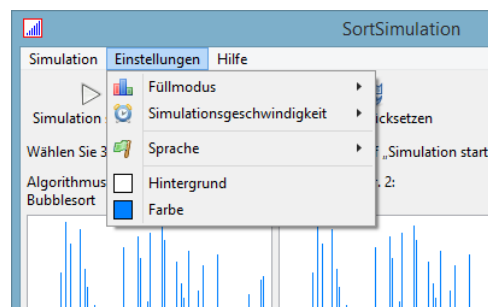 SortSimulation
Simulation Einstellungen Hilfe
Füllmodus
Simulationsgeschwindigkeit
Sprache
Hintergrund
Farbe
Simulation
cksetzen
Wählen Sie 3
„Simulation start
Algorithmus
. 2:
Bubblesort